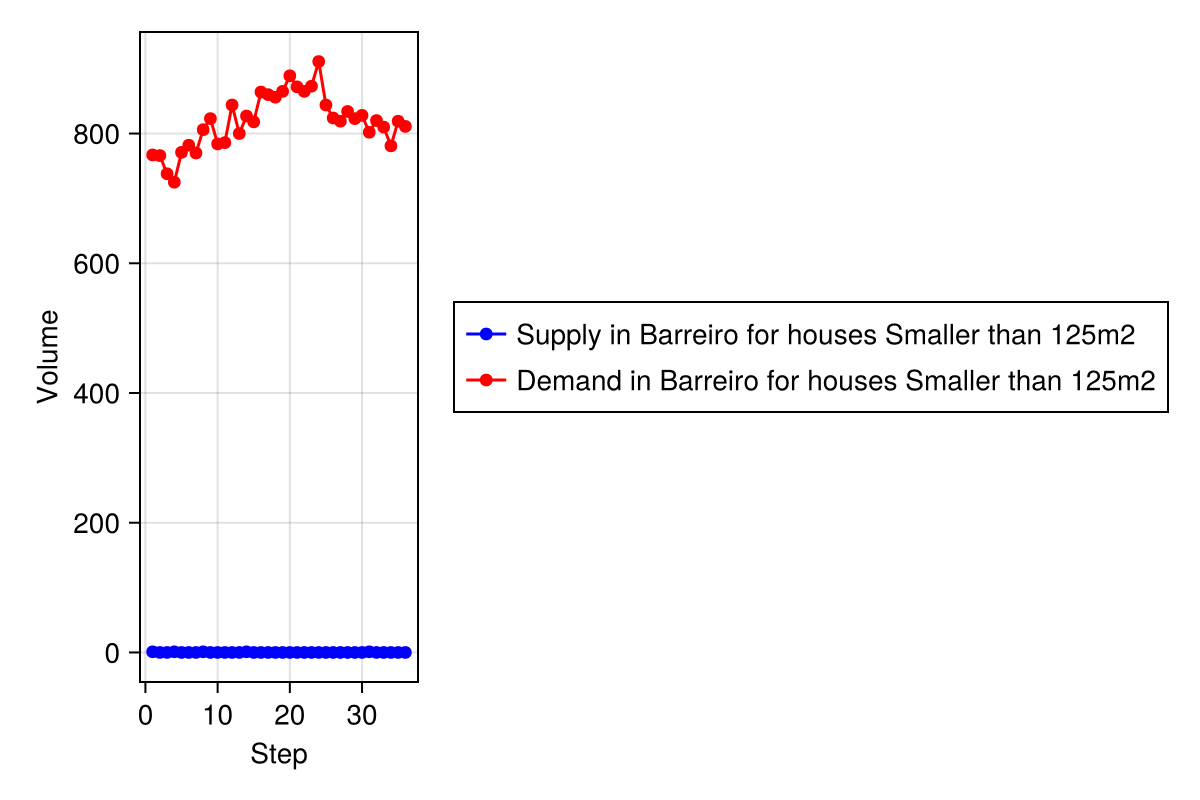 800
600
400
200
0
Volume
0 10 20 30
Step
Supply in Barreiro for houses Smaller than 125m2
Demand in Barreiro for houses Smaller than 125m2